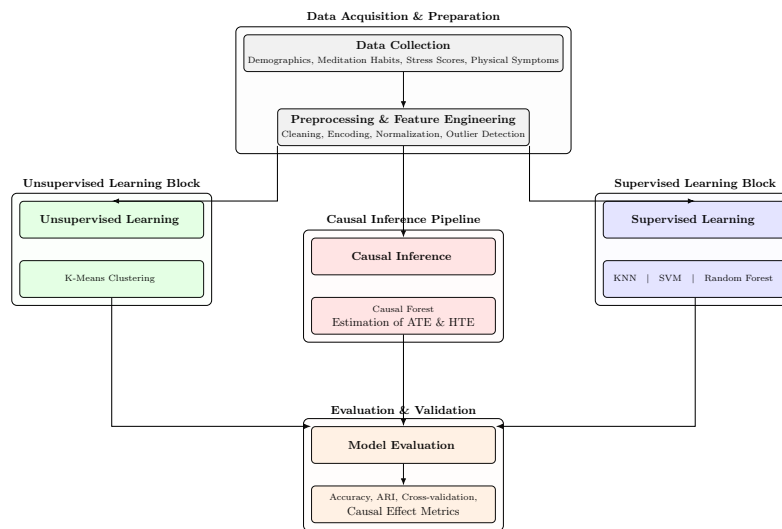 Data Acquisition & Preparation
Data Collection
Demographics, Meditation Habits, Stress Scores, Physical Symptoms
Preprocessing & Feature Engineering
Cleaning, Encoding, Normalization, Outlier Detection
Unsupervised Learning Block
Unsupervised Learning
K-Means Clustering
Causal Inference Pipeline
Causal Inference
Causal Forest
Estimation of ATE & HTE
Supervised Learning Block
Supervised Learning
KNN | SVM | Random Forest
Evaluation & Validation
Model Evaluation
Accuracy, ARI, Cross-validation,
Causal Effect Metrics